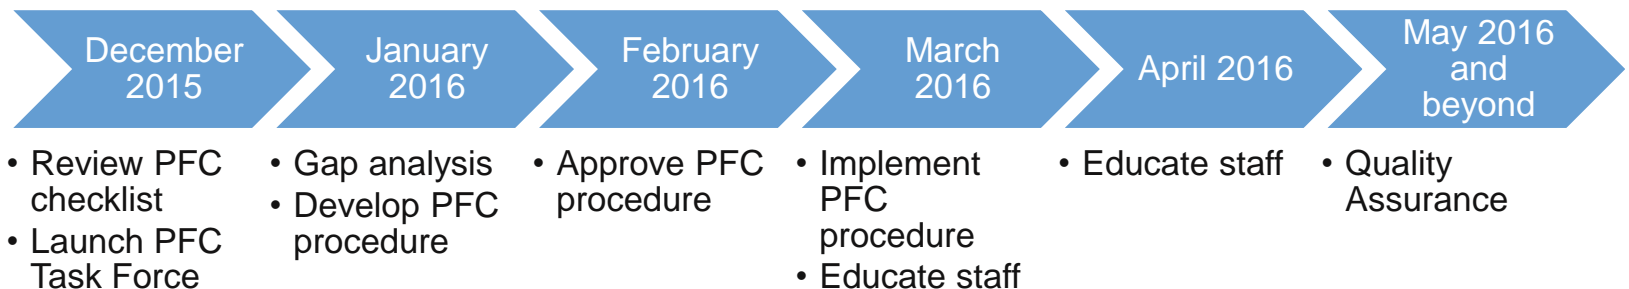 December
2015
January
2016
February
2016
March
2016
April 2016
May 2016
and
beyond
• Review PFC
checklist
• Launch PFC
Task Force
• Gap analysis
• Develop PFC
procedure
• Approve PFC
procedure
• Implement
PFC
procedure
• Educate staff
• Educate staff
• Quality
Assurance